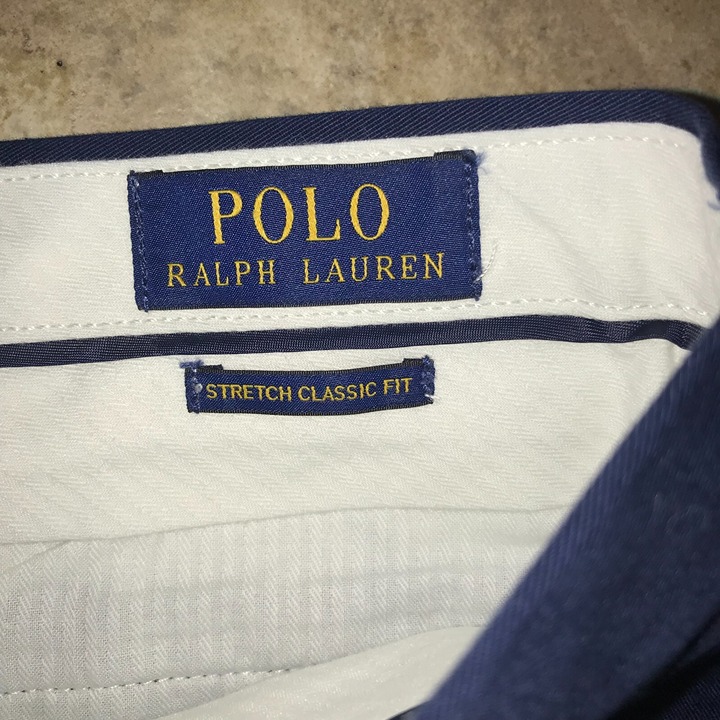 POLO
RALPH LAUREN
STRETCH CLASSIC FIT